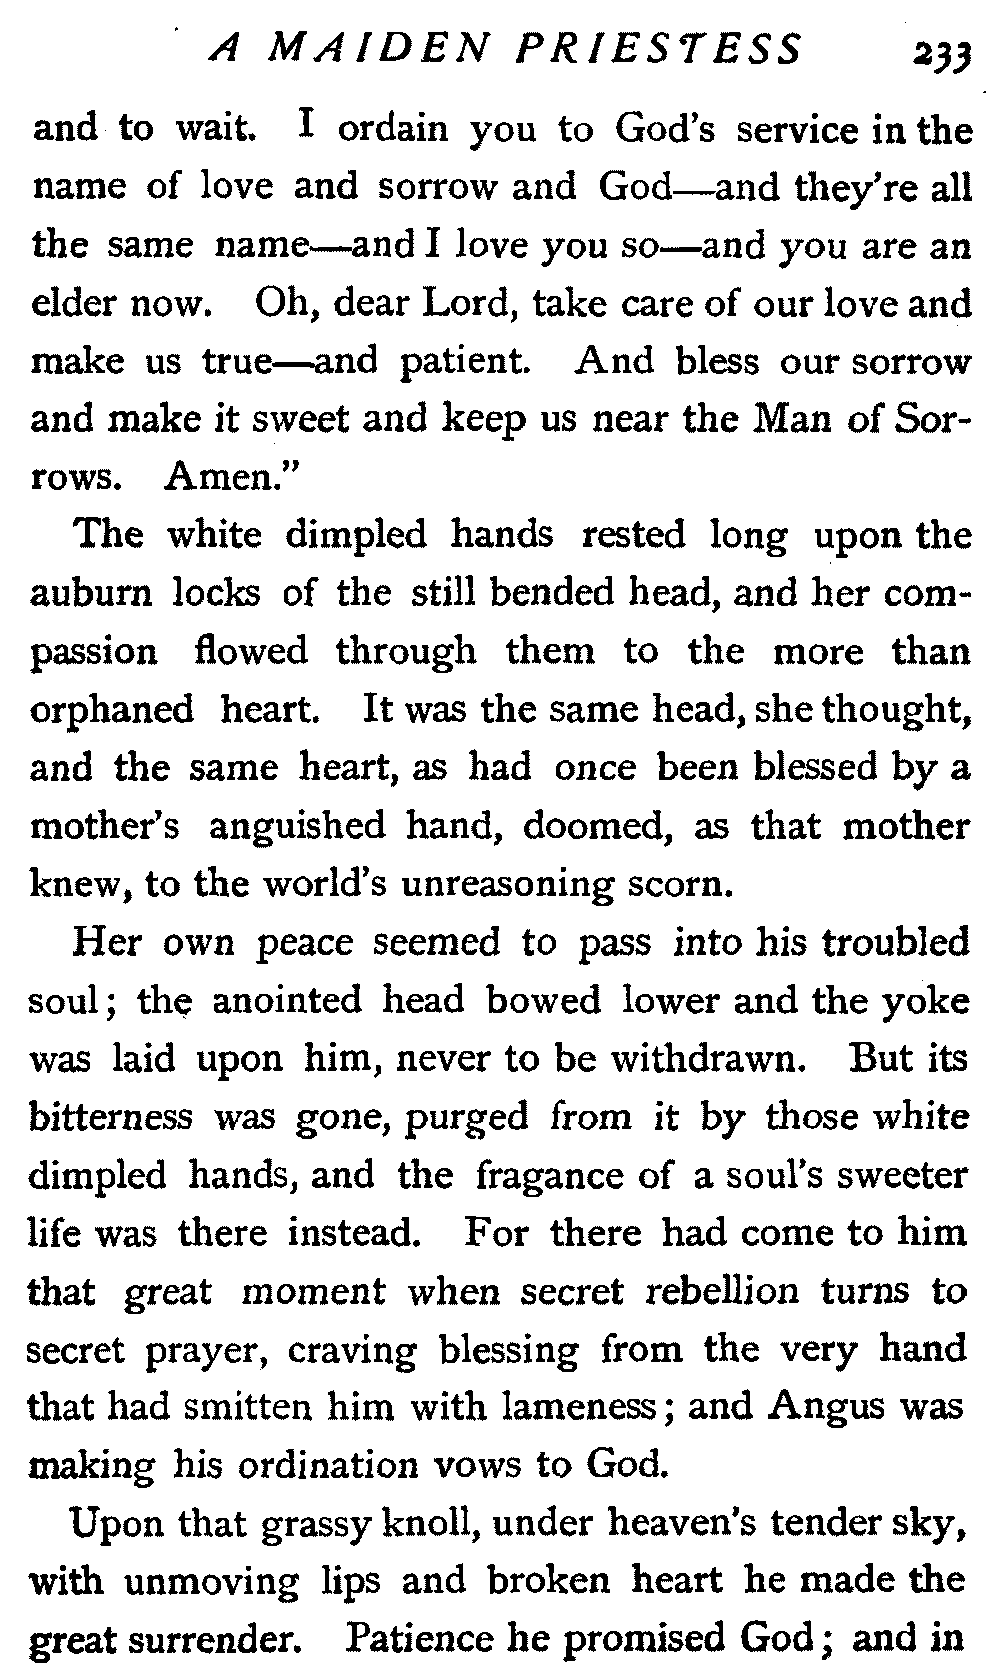 A MAIDEN PRIESTESS 233
and to wait. I ordain you to God's service in the
name of love and sorrow and God—and they're all
the same name—and I love you so—and you are an
elder now. Oh, dear Lord, take care of our love and
make us true—and patient. And bless our sorrow
and make it sweet and keep us near the Man of Sor-
rows. Amen."
The white dimpled hands rested long upon the
auburn locks of the still bended head, and her com-
passion flowed through them to the more than
orphaned heart. It was the same head, she thought,
and the same heart, as had once been blessed by a
mother's anguished hand, doomed, as that mother
knew, to the world's unreasoning scorn.
Her own peace seemed to pass into his troubled
soul; the anointed head bowed lower and the yoke
was laid upon him, never to be withdrawn. But its
bitterness was gone, purged from it by those white
dimpled hands, and the fragance of a soul's sweeter
life was there instead. For there had come to him
that great moment when secret rebellion turns to
secret prayer, craving blessing from the very hand
that had smitten him with lameness; and Angus was
making his ordination vows to God.
Upon that grassy knoll, under heaven's tender sky,
with unmoving lips and broken heart he made the
great surrender. Patience he promised God; and in